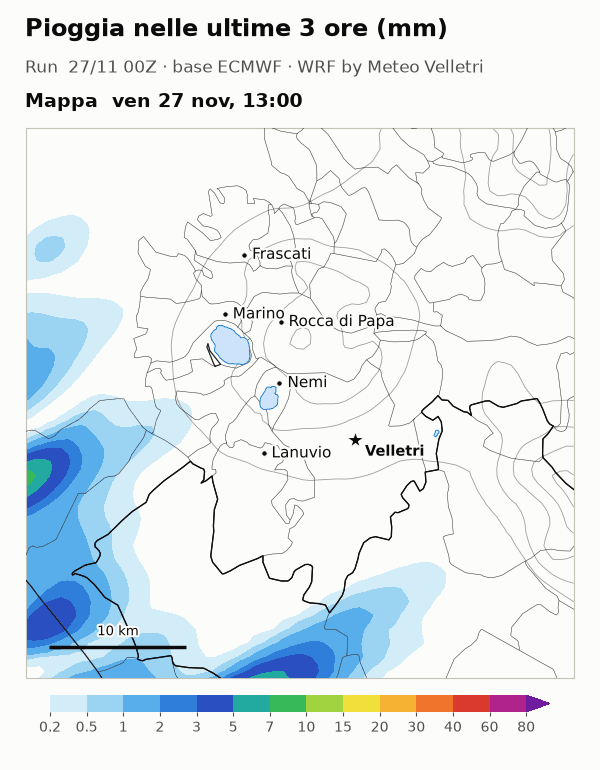 Pioggia nelle ultime 3 ore (mm)
Run  27/11 00Z · base ECMWF · WRF by Meteo Velletri
Mappa  ven 27 nov, 13:00
Frascati
Marino
Rocca di Papa
Nemi
Velletri
Lanuvio
10 km
0.2 0.5 1 2 3 5 7 10 15 20 30 40 60 80